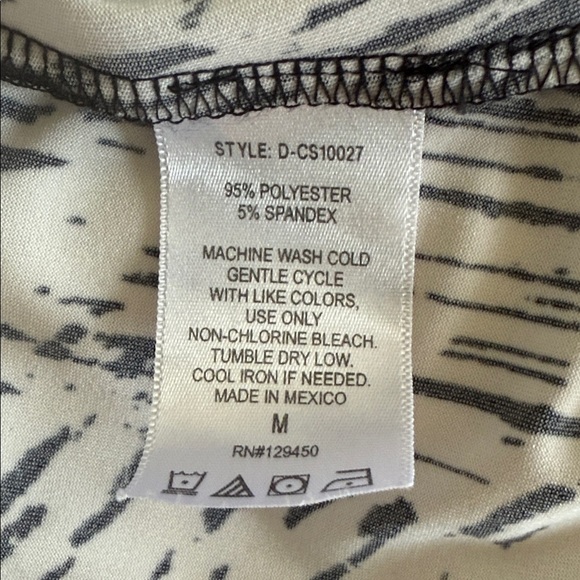 STYLE: D-CS10027
95% POLYESTER
5% SPANDEX
MACHINE WASH COLD
GENTLE CYCLE
WITH LIKE COLORS,
USE ONLY
NON-CHLORINE BLEACH.
TUMBLE DRY LOW.
COOL IRON IF NEEDED.
MADE IN MEXICO
M
RN#129450